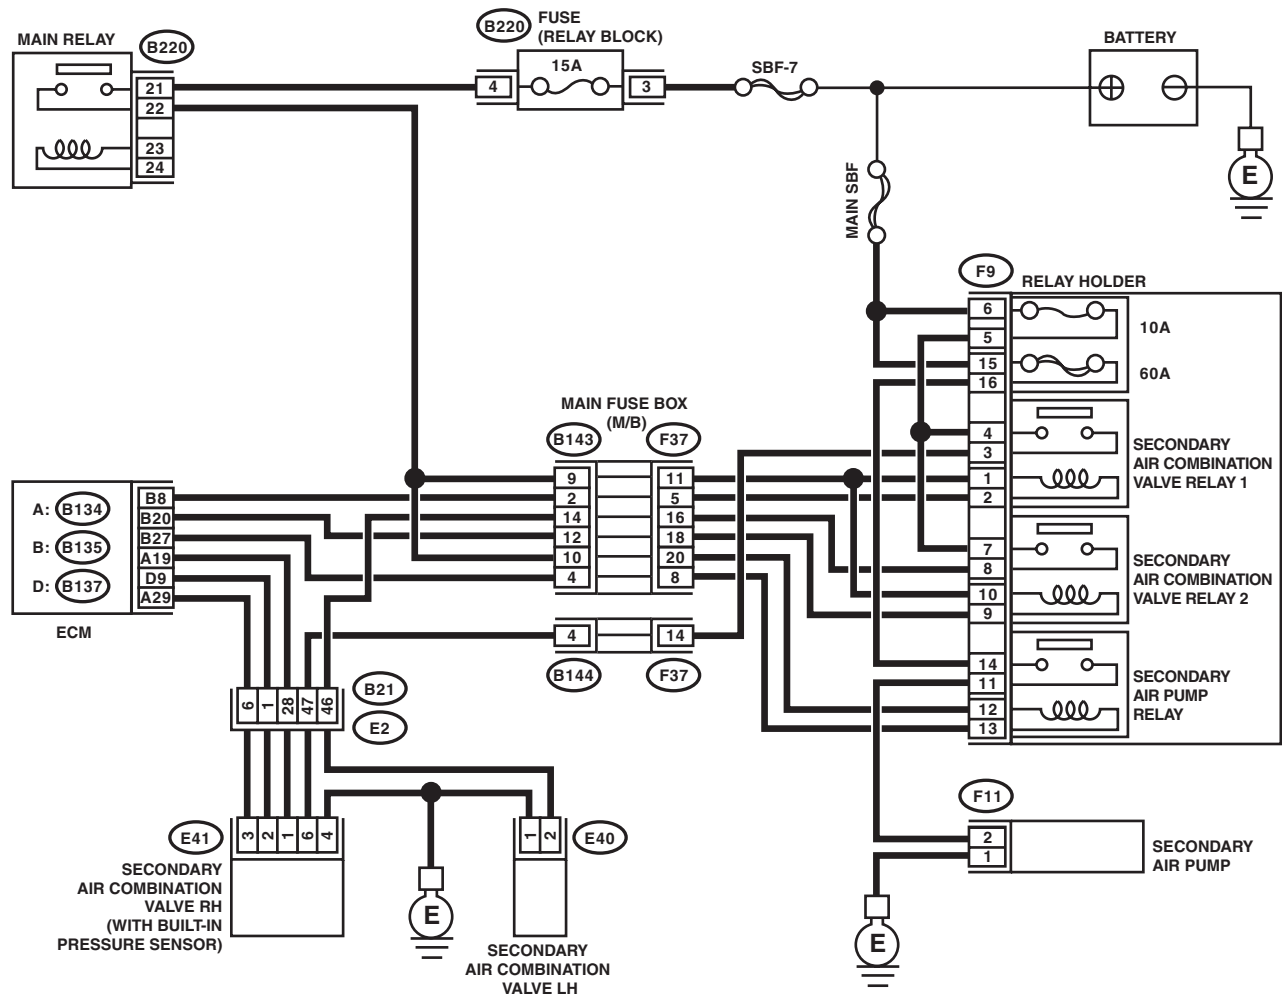 MAIN RELAY
B220
21
22
23
24
B220
FUSE
(RELAY BLOCK)
15A
4
3
SBF-7
BATTERY
E
MAIN SBF
F9
RELAY HOLDER
6
5
15
16
10A
60A
4
3
1
2
SECONDARY
AIR COMBINATION
VALVE RELAY 1
7
8
10
9
SECONDARY
AIR COMBINATION
VALVE RELAY 2
14
11
12
13
SECONDARY
AIR PUMP
RELAY
MAIN FUSE BOX
(M/B)
B143
F37
9
2
14
12
10
4
11
5
16
18
20
8
4
14
B144
F37
A: B134
B: B135
D: B137
B8
B20
B27
A19
D9
A29
ECM
6
1
28
47
46
B21
E2
E41
3
2
1
6
4
SECONDARY
AIR COMBINATION
VALVE RH
(WITH BUILT-IN
PRESSURE SENSOR)
E
1
2
E40
SECONDARY
AIR COMBINATION
VALVE LH
F11
2
1
SECONDARY
AIR PUMP
E